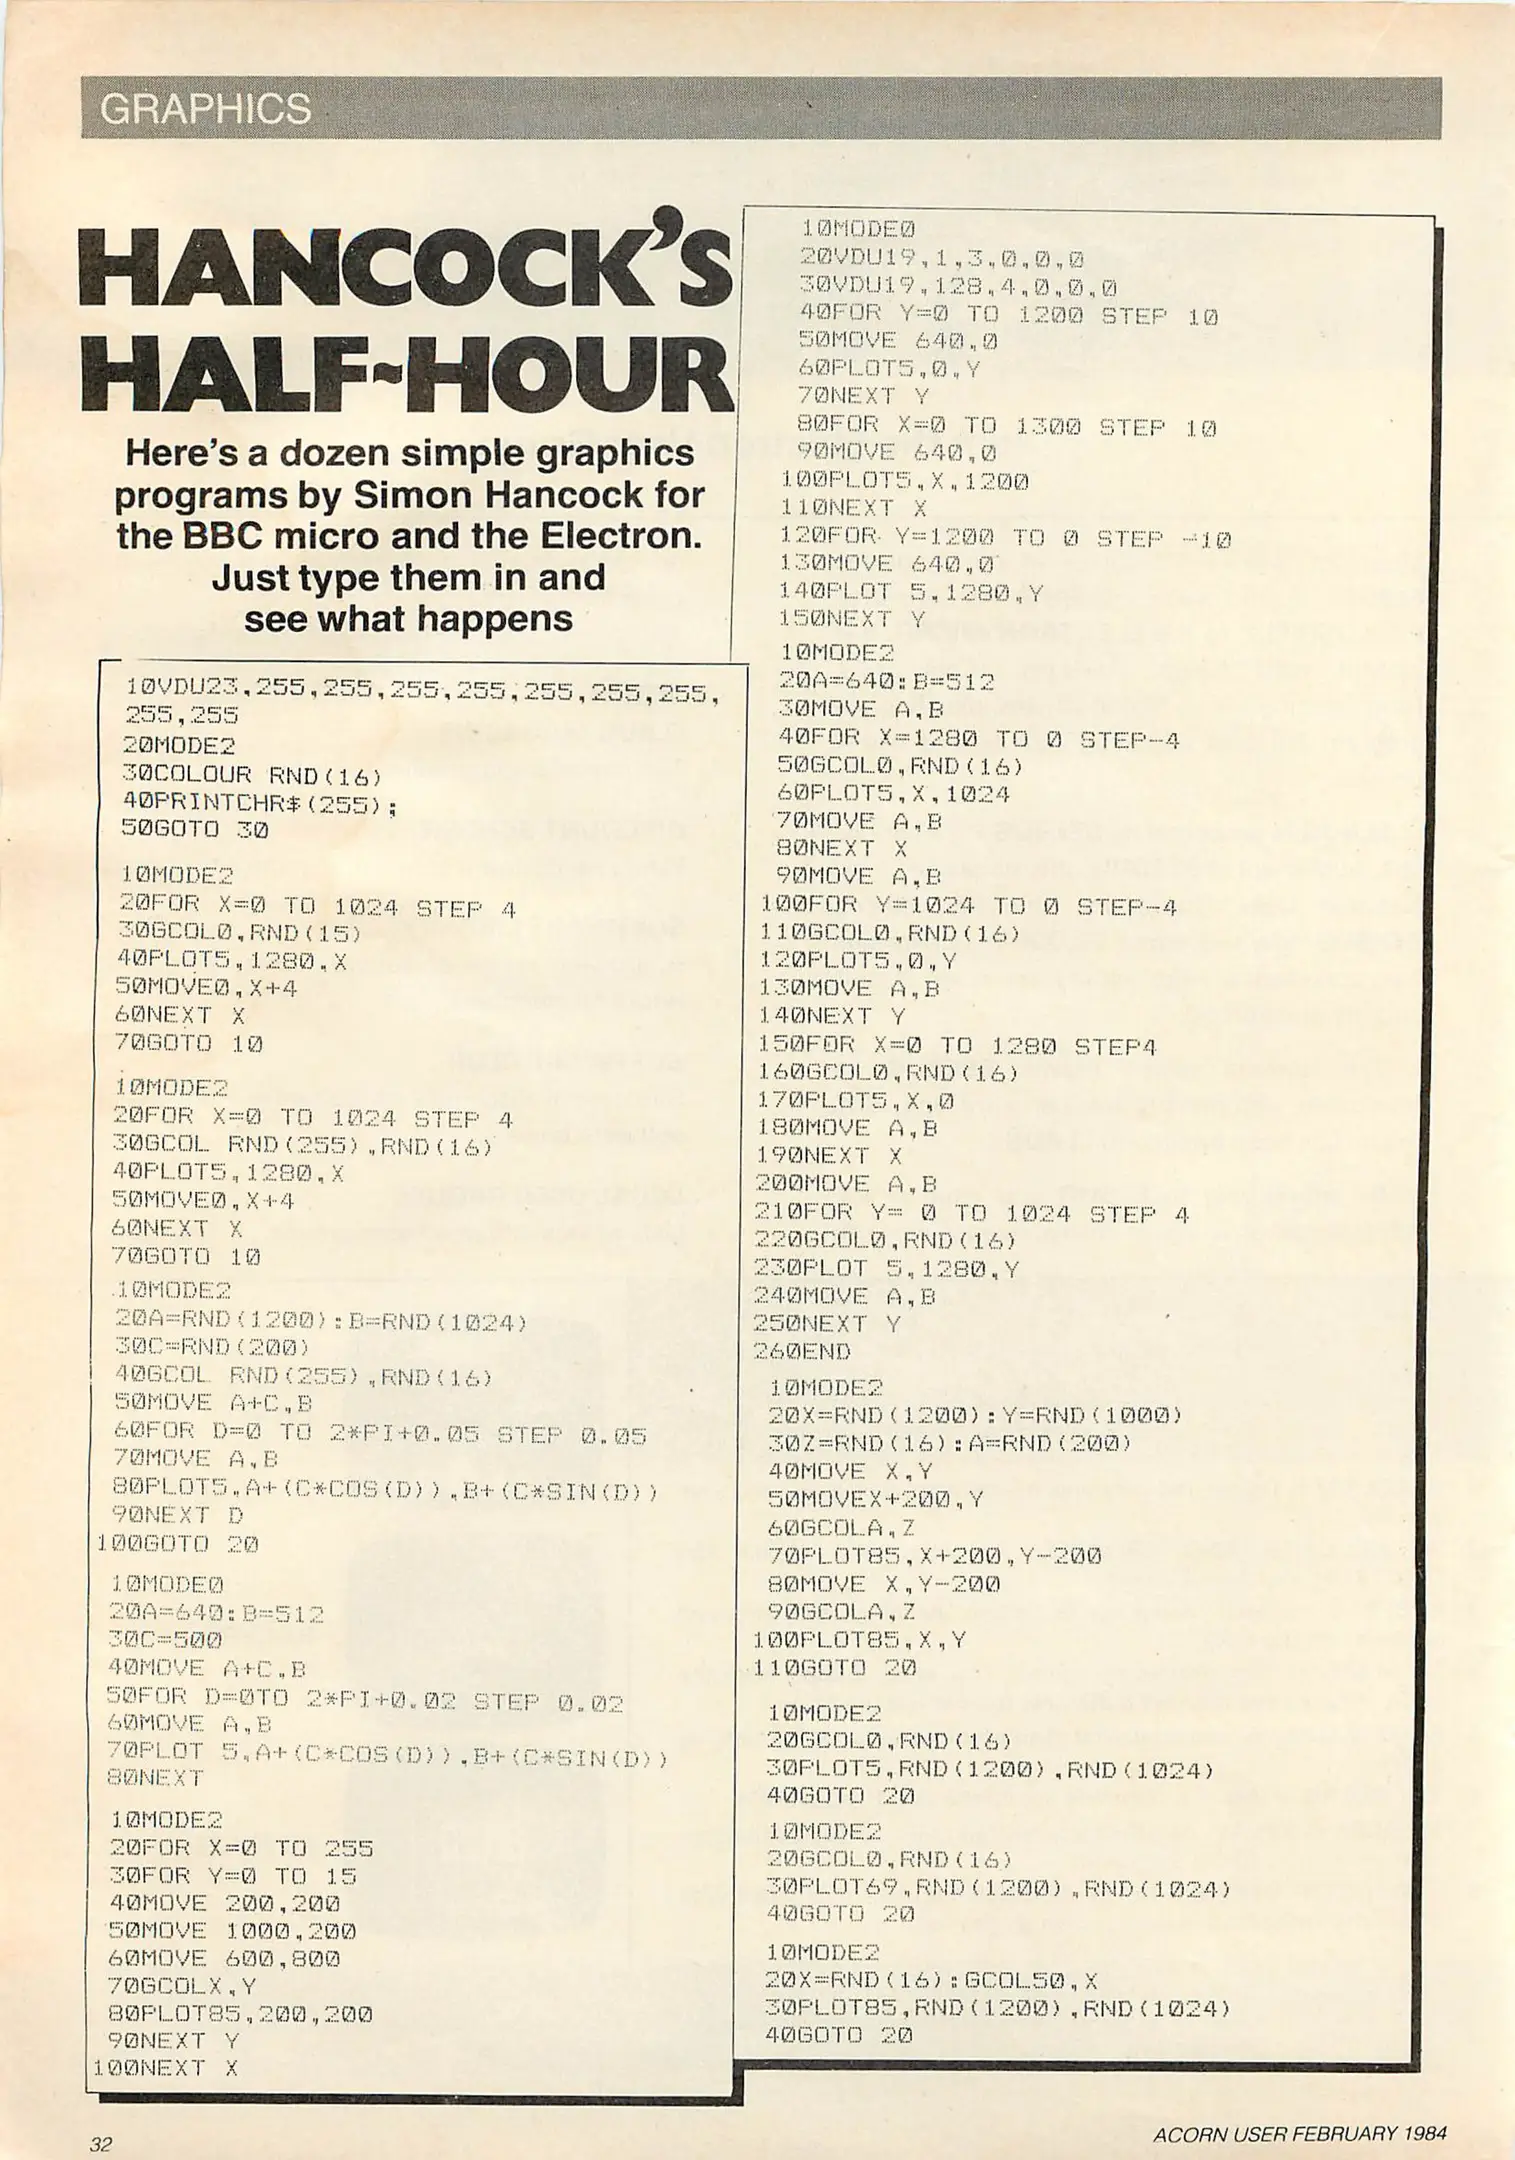 GRAPHICS
HANCOCK'S
HALF-HOUR
Here's a dozen simple graphics
programs by Simon Hancock for
the BBC micro and the Electron.
Just type them in and
see what happens
10VDU23,255,255,255,255,255,255,255,
255,255
20MODE2
30COLOUR RND(16)
40PRINTCHR$(255);
50GOTO 30
10MODE2
20FOR X=0 TO 1024 STEP 4
30GCOL0,RND(15)
40PLOT5,1280,X
50MOVE0,X+4
60NEXT X
70GOTO 10
10MODE2
20FOR X=0 TO 1024 STEP 4
30GCOL RND(255),RND(16)
40PLOT5,1280,X
50MOVE0,X+4
60NEXT X
70GOTO 10
10MODE2
20A=RND(1200):B=RND(1024)
30C=RND(200)
40GCOL RND(255),RND(16)
50MOVE A+C,B
60FOR D=0 TO 2*PI+0.05 STEP 0.05
70MOVE A,B
80PLOT5,A+(C*COS(D)),B+(C*SIN(D))
90NEXT D
100GOTO 20
10MODE0
20A=640:B=512
30C=500
40MOVE A+C,B
50FOR D=0TO 2*PI+0.02 STEP 0.02
60MOVE A,B
70PLOT 5,A+(C*COS(D)),B+(C*SIN(D))
80NEXT
10MODE2
20FOR X=0 TO 255
30FOR Y=0 TO 15
40MOVE 200,200
50MOVE 1000,200
60MOVE 600,800
70GCOLX,Y
80PLOT85,200,200
90NEXT Y
100NEXT X
10MODE0
20VDU19,1,3,0,0,0
30VDU19,128,4,0,0,0
40FOR Y=0 TO 1200 STEP 10
50MOVE 640,0
60PLOT5,0,Y
70NEXT Y
80FOR X=0 TO 1300 STEP 10
90MOVE 640,0
100PLOT5,X,1200
110NEXT X
120FOR Y=1200 TO 0 STEP -10
130MOVE 640,0
140PLOT 5,1280,Y
150NEXT Y
10MODE2
20A=640:B=512
30MOVE A,B
40FOR X=1280 TO 0 STEP-4
50GCOL0,RND(16)
60PLOT5,X,1024
70MOVE A,B
80NEXT X
90MOVE A,B
100FOR Y=1024 TO 0 STEP-4
110GCOL0,RND(16)
120PLOT5,0,Y
130MOVE A,B
140NEXT Y
150FOR X=0 TO 1280 STEP4
160GCOL0,RND(16)
170PLOT5,X,0
180MOVE A,B
190NEXT X
200MOVE A,B
210FOR Y= 0 TO 1024 STEP 4
220GCOL0,RND(16)
230PLOT 5,1280,Y
240MOVE A,B
250NEXT Y
260END
10MODE2
20X=RND(1200):Y=RND(1000)
30Z=RND(16):A=RND(200)
40MOVE X,Y
50MOVEX+200,Y
60GCOLA,Z
70PLOT85,X+200,Y-200
80MOVE X,Y-200
90GCOLA,Z
100PLOT85,X,Y
110GOTO 20
10MODE2
20GCOL0,RND(16)
30PLOT5,RND(1200),RND(1024)
40GOTO 20
10MODE2
20GCOL0,RND(16)
30PLOT69,RND(1200),RND(1024)
40GOTO 20
10MODE2
20X=RND(16):GCOL50,X
30PLOT85,RND(1200),RND(1024)
40GOTO 20
32
ACORN USER FEBRUARY 1984